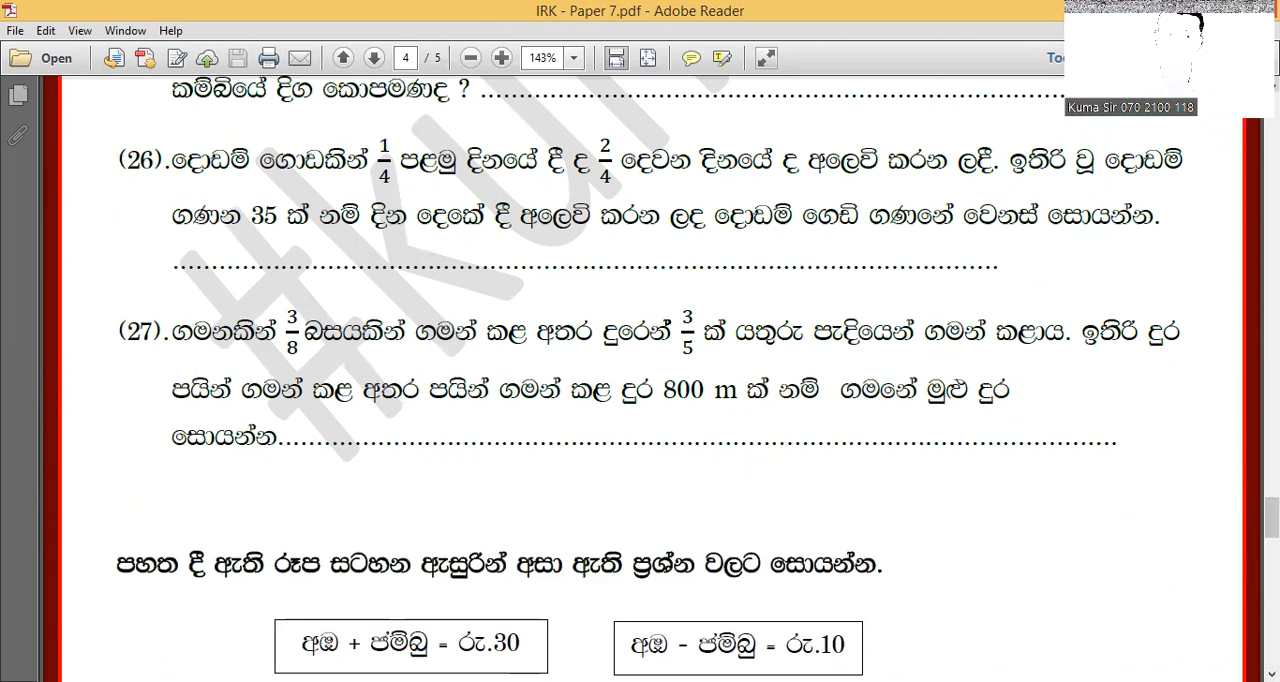 IRK - Paper 7.pdf - Adobe Reader
File Edit View Window Help
Open 4 / 5 143%
Kuma Sir 070 2100 118
කම්බියේ දිග කොපමණද ? ............................................................
(26).දොඩම් ගොඩකින් 1/4 පළමු දිනයේ දී ද 2/4 දෙවන දිනයේ ද අලෙවි කරන ලදී. ඉතිරි වූ දොඩම්
ගණන 35 ක් නම් දින දෙකේ දී අලෙවි කරන ලද දොඩම් ගෙඩි ගණනේ වෙනස් සොයන්න.
............................................................
(27).ගමනකින් 3/8 බසයකින් ගමන් කළ අතර දුරෙන් 3/5 ක් යතුරු පැදියෙන් ගමන් කළාය. ඉතිරි දුර
පයින් ගමන් කළ අතර පයින් ගමන් කළ දුර 800 m ක් නම් ගමනේ මුළු දුර
සොයන්න............................................................
පහත දී ඇති රූප සටහන ඇසුරින් අසා ඇති ප්‍රශ්න වලට සොයන්න.
අඹ + ජම්බු = රු.30 අඹ - ජම්බු = රු.10